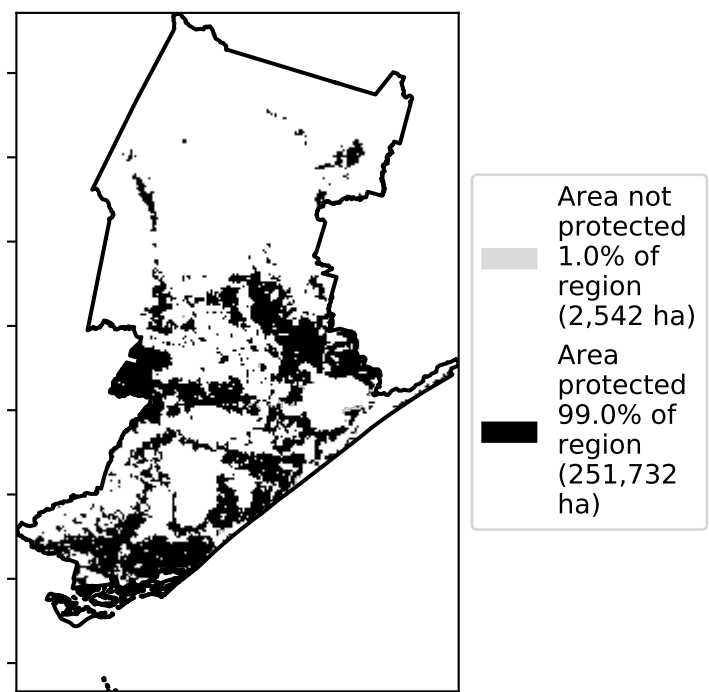 Area not
protected
1.0% of
region
(2,542 ha)
Area
protected
99.0% of
region
(251,732
ha)